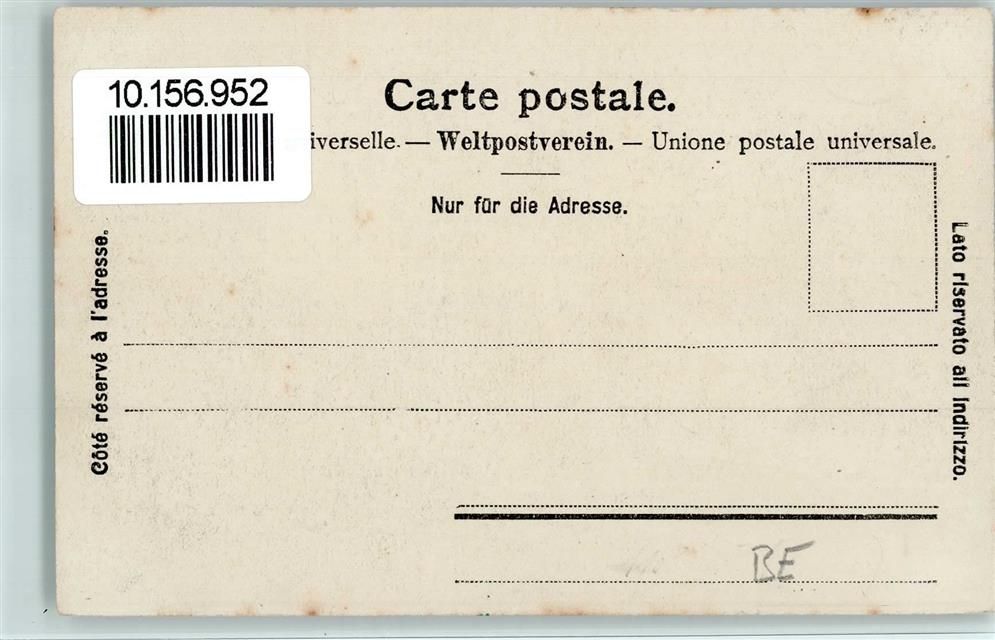 10.156.952
Carte postale.
iverselle. — Weltpostverein. — Unione postale universale.
Nur für die Adresse.
Côté réservé à l'adresse.
Lato riservato all indirizzo.
BE